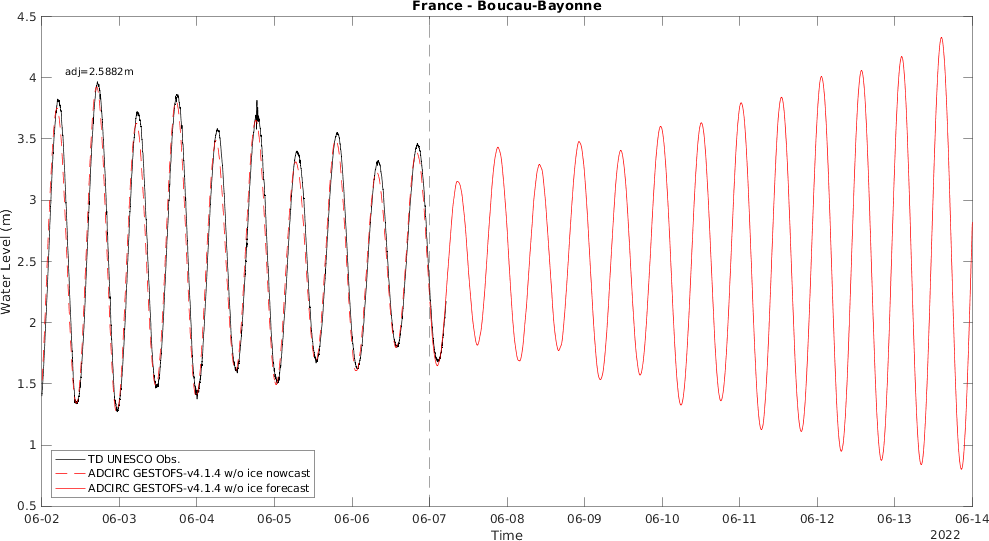 France - Boucau-Bayonne
4.5
4
3.5
3
2.5
2
1.5
1
0.5
Water Level (m)
adj=2.5882m
TD UNESCO Obs.
ADCIRC GESTOFS-v4.1.4 w/o ice nowcast
ADCIRC GESTOFS-v4.1.4 w/o ice forecast
06-02 06-03 06-04 06-05 06-06 06-07 06-08 06-09 06-10 06-11 06-12 06-13 06-14
Time
2022